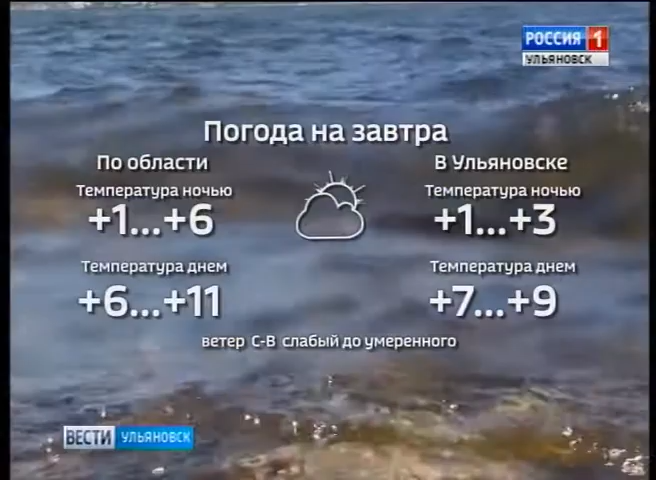 РОССИЯ 1
УЛЬЯНОВСК
Погода на завтра
По области
Температура ночью
+1...+6
Температура днем
+6...+11
В Ульяновске
Температура ночью
+1...+3
Температура днем
+7...+9
ветер С-В слабый до умеренного
ВЕСТИ УЛЬЯНОВСК